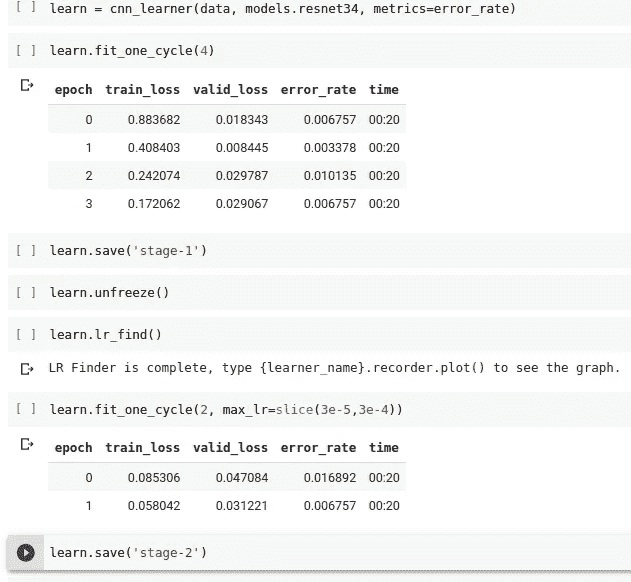 [ ] learn = cnn_learner(data, models.resnet34, metrics=error_rate)
[ ] learn.fit_one_cycle(4)
epoch train_loss valid_loss error_rate time
0 0.883682 0.018343 0.006757 00:20
1 0.408403 0.008445 0.003378 00:20
2 0.242074 0.029787 0.010135 00:20
3 0.172062 0.029067 0.006757 00:20
[ ] learn.save('stage-1')
[ ] learn.unfreeze()
[ ] learn.lr_find()
LR Finder is complete, type {learner_name}.recorder.plot() to see the graph.
[ ] learn.fit_one_cycle(2, max_lr=slice(3e-5,3e-4))
epoch train_loss valid_loss error_rate time
0 0.085306 0.047084 0.016892 00:20
1 0.058042 0.031221 0.006757 00:20
learn.save('stage-2')